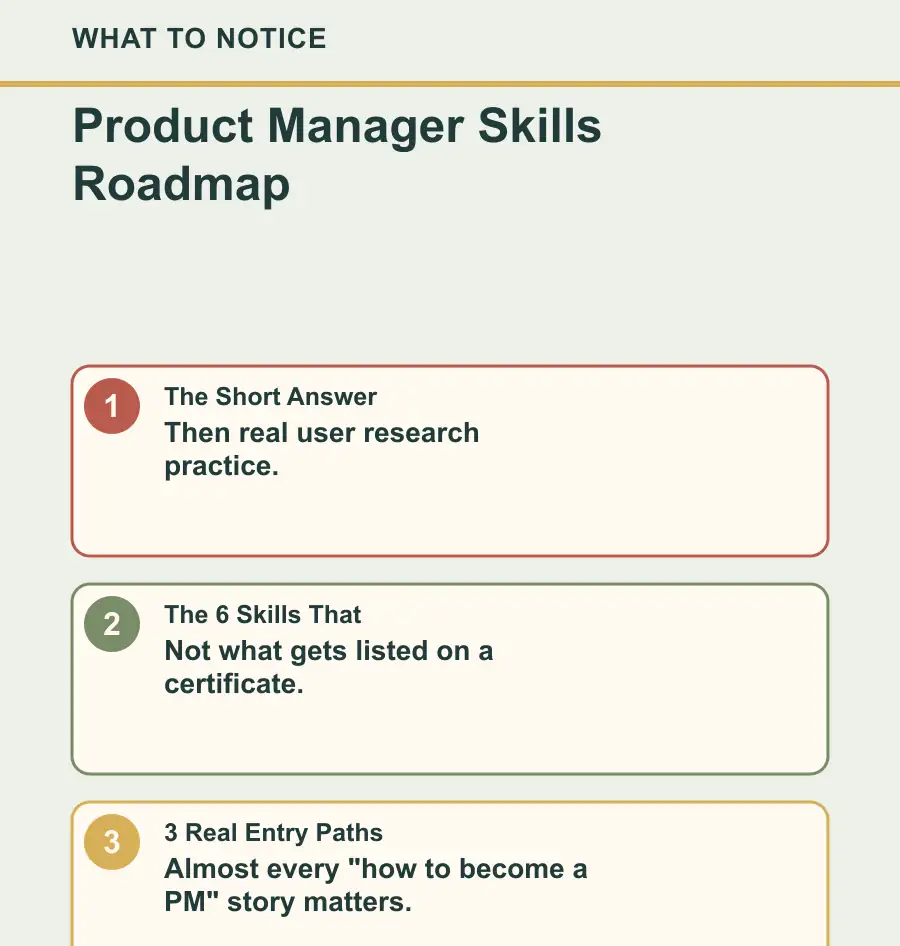 WHAT TO NOTICE
Product Manager Skills
Roadmap
1
The Short Answer
Then real user research
practice.
2
The 6 Skills That
Not what gets listed on a
certificate.
3
3 Real Entry Paths
Almost every "how to become a
PM" story matters.